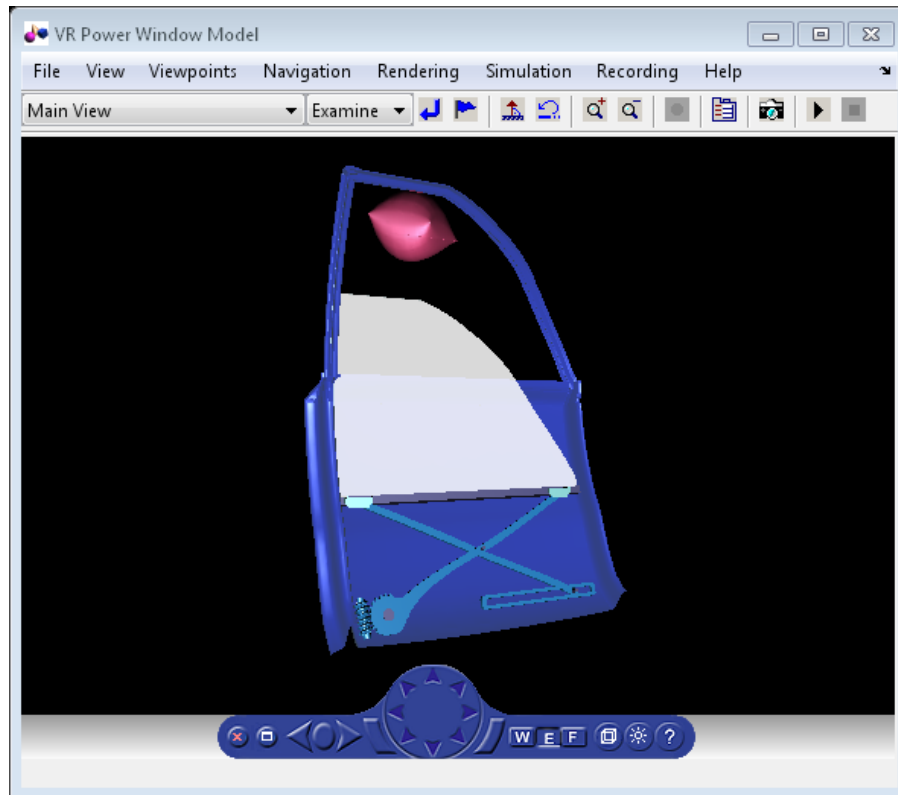 VR Power Window Model
File View Viewpoints Navigation Rendering Simulation Recording Help
Main View Examine
W E F ?